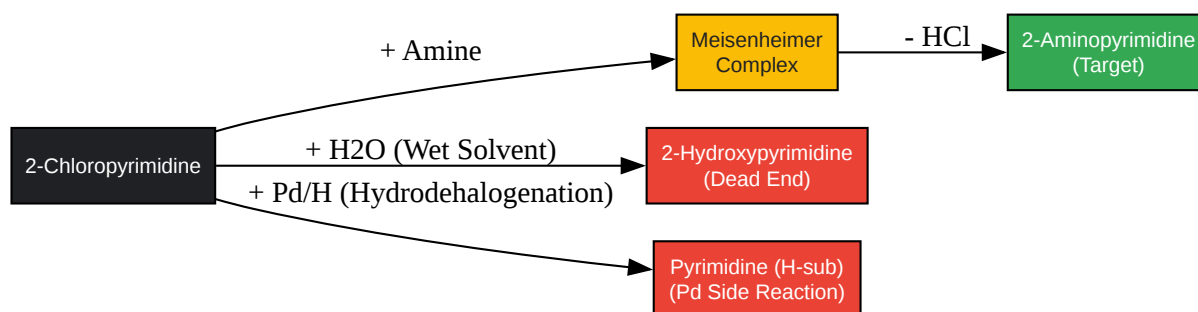 + Amine
Meisenheimer
Complex
- HCl
2-Aminopyrimidine
(Target)
2-Chloropyrimidine
+ H2O (Wet Solvent)
2-Hydroxypyrimidine
(Dead End)
+ Pd/H (Hydrodehalogenation)
Pyrimidine (H-sub)
(Pd Side Reaction)